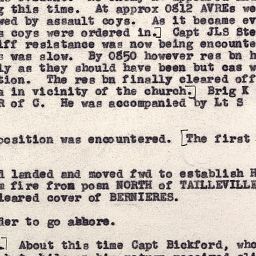 ng this time.  At approx 0812 AVREs we
wed by assault coys.  As it became ev
s coys were ordered in.] Capt JLS Ste
iff resistance was now being encounte
s was slow.  By 0850 however res bn h
ly as they should have been but cas w
tion.  The res bn finally cleared off
a in vicinity of the church.[ Brig K
R of C.  He was accompanied by Lt S
position was encountered. [The first
d landed and moved fwd to establish H
m fire from posn NORTH of TAILLEVILLE
leared cover of BERNIERES.
der to go ashore.
.[ About this time Capt Bickford, who